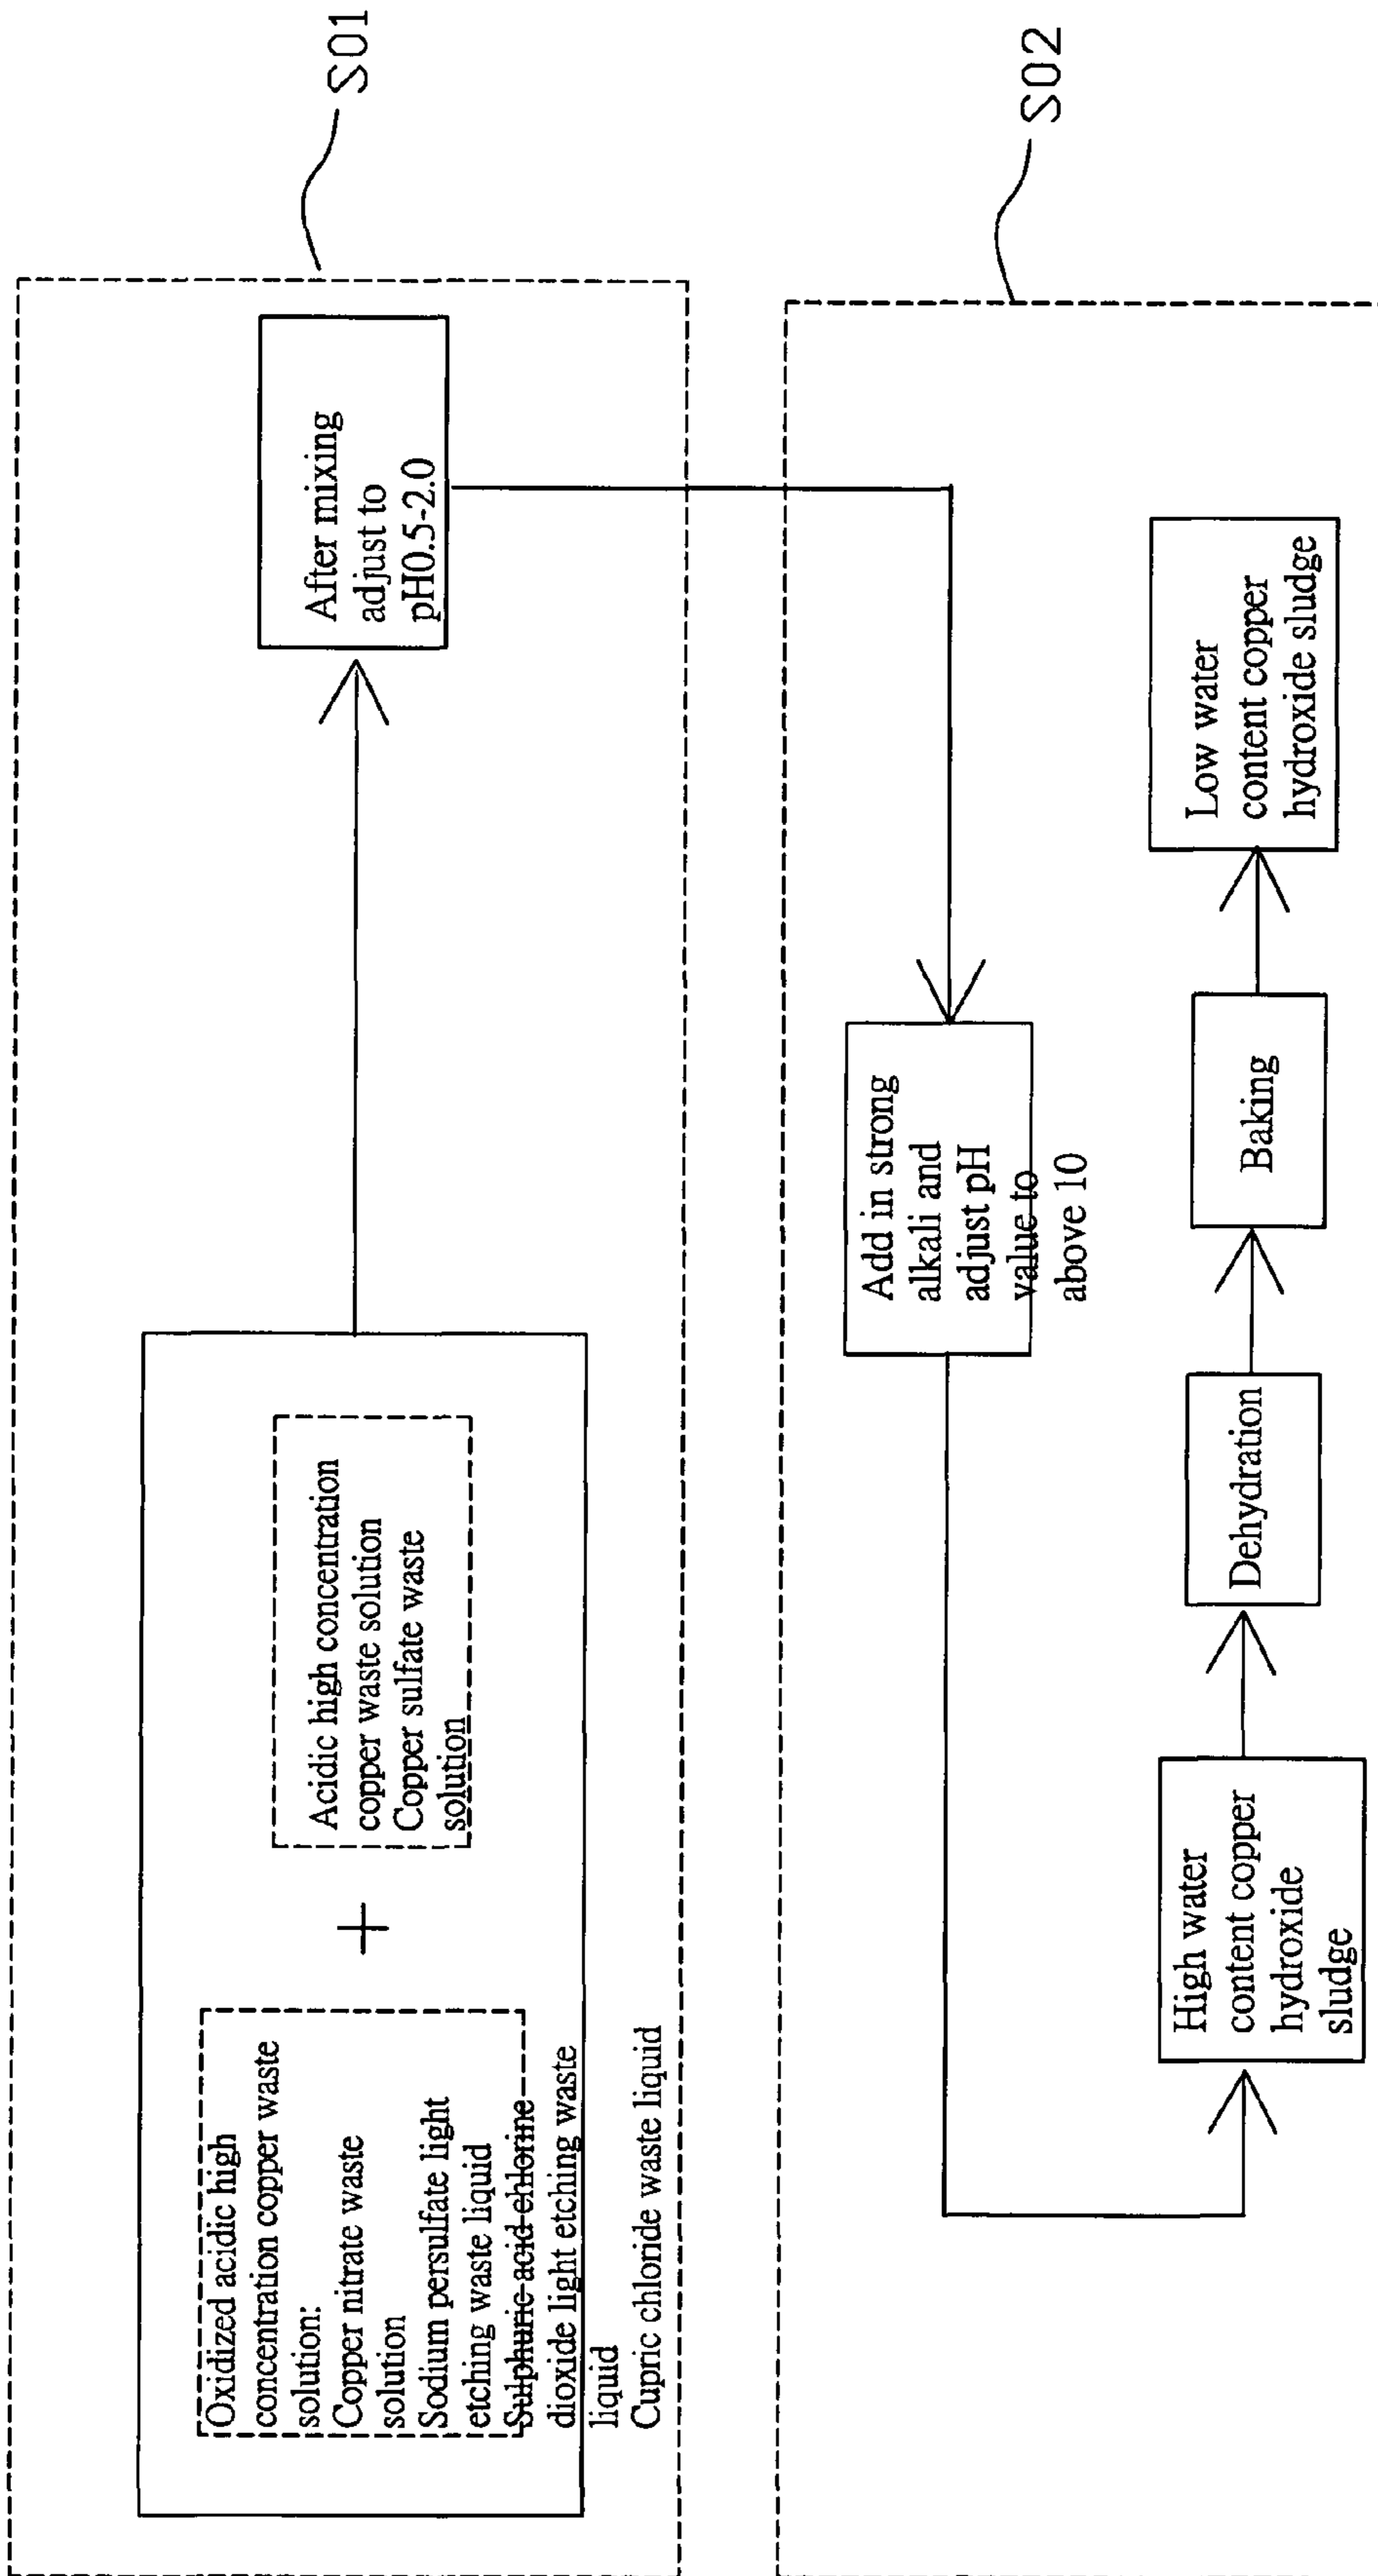 S01
Oxidized acidic high
concentration copper waste
solution:
Copper nitrate waste
solution
Sodium persulfate light
etching waste liquid
Sulphuric acid chlorine
dioxide light etching waste
liquid
Cupric chloride waste liquid
+
Acidic high concentration
copper waste solution
Copper sulfate waste
solution
After mixing
adjust to
pH0.5-2.0
S02
Add in strong
alkali and
adjust pH
value to
above 10
High water
content copper
hydroxide
sludge
Dehydration
Baking
Low water
content copper
hydroxide sludge